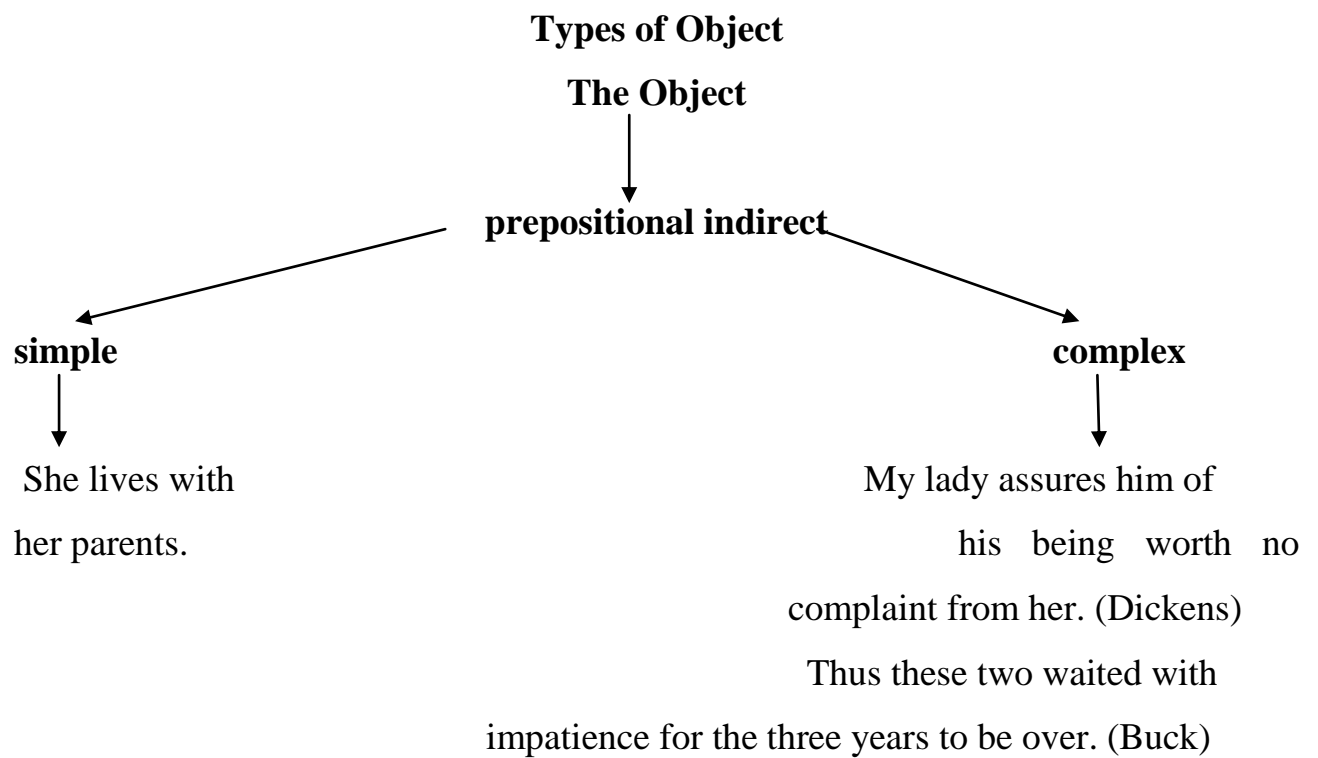 Types of Object
The Object
prepositional indirect
simple
She lives with
her parents.
complex
My lady assures him of
his being worth no
complaint from her. (Dickens)
Thus these two waited with
impatience for the three years to be over. (Buck)